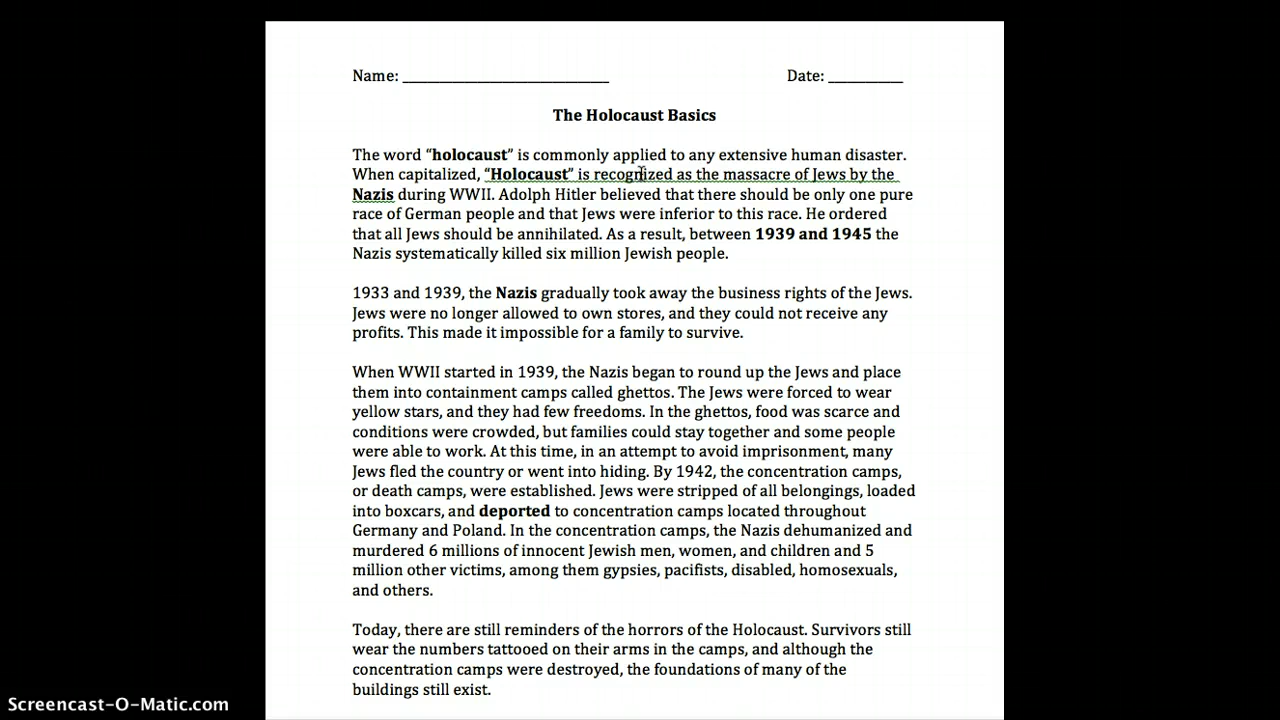 Name: ____________________________ Date: __________
The Holocaust Basics
The word “holocaust” is commonly applied to any extensive human disaster.
When capitalized, “Holocaust” is recognized as the massacre of Jews by the
Nazis during WWII. Adolph Hitler believed that there should be only one pure
race of German people and that Jews were inferior to this race. He ordered
that all Jews should be annihilated. As a result, between 1939 and 1945 the
Nazis systematically killed six million Jewish people.
1933 and 1939, the Nazis gradually took away the business rights of the Jews.
Jews were no longer allowed to own stores, and they could not receive any
profits. This made it impossible for a family to survive.
When WWII started in 1939, the Nazis began to round up the Jews and place
them into containment camps called ghettos. The Jews were forced to wear
yellow stars, and they had few freedoms. In the ghettos, food was scarce and
conditions were crowded, but families could stay together and some people
were able to work. At this time, in an attempt to avoid imprisonment, many
Jews fled the country or went into hiding. By 1942, the concentration camps,
or death camps, were established. Jews were stripped of all belongings, loaded
into boxcars, and deported to concentration camps located throughout
Germany and Poland. In the concentration camps, the Nazis dehumanized and
murdered 6 millions of innocent Jewish men, women, and children and 5
million other victims, among them gypsies, pacifists, disabled, homosexuals,
and others.
Today, there are still reminders of the horrors of the Holocaust. Survivors still
wear the numbers tattooed on their arms in the camps, and although the
concentration camps were destroyed, the foundations of many of the
buildings still exist.
Screencast-O-Matic.com